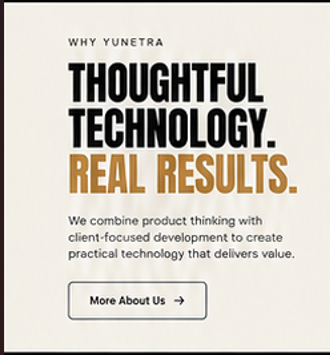 WHY YUNETRA
THOUGHTFUL
TECHNOLOGY.
REAL RESULTS.
We combine product thinking with
client-focused development to create
practical technology that delivers value.
More About Us →